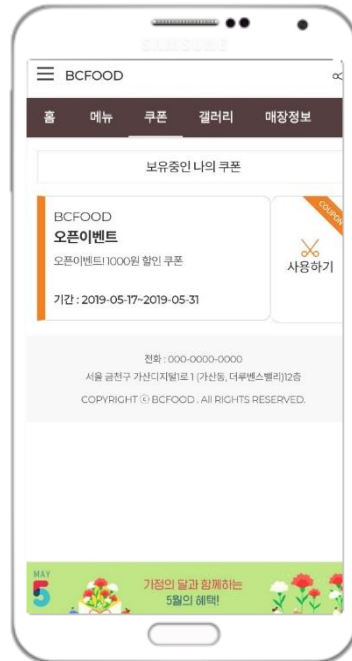 SAMSUNG
BCFOOD
홈 메뉴 쿠폰 갤러리 매장정보
보유중인 나의 쿠폰
BCFOOD
오픈이벤트
오픈이벤트! 1000원 할인 쿠폰
기간 : 2019-05-17~2019-05-31
COUPON
사용하기
전화 : 000-0000-0000
서울 금천구 가산디지털1로 1 (가산동, 더루벤스벨리)12층
COPYRIGHT ⓒ BCFOOD . All RIGHTS RESERVED.
MAY
5
가정의 달과 함께하는
5월의 혜택!